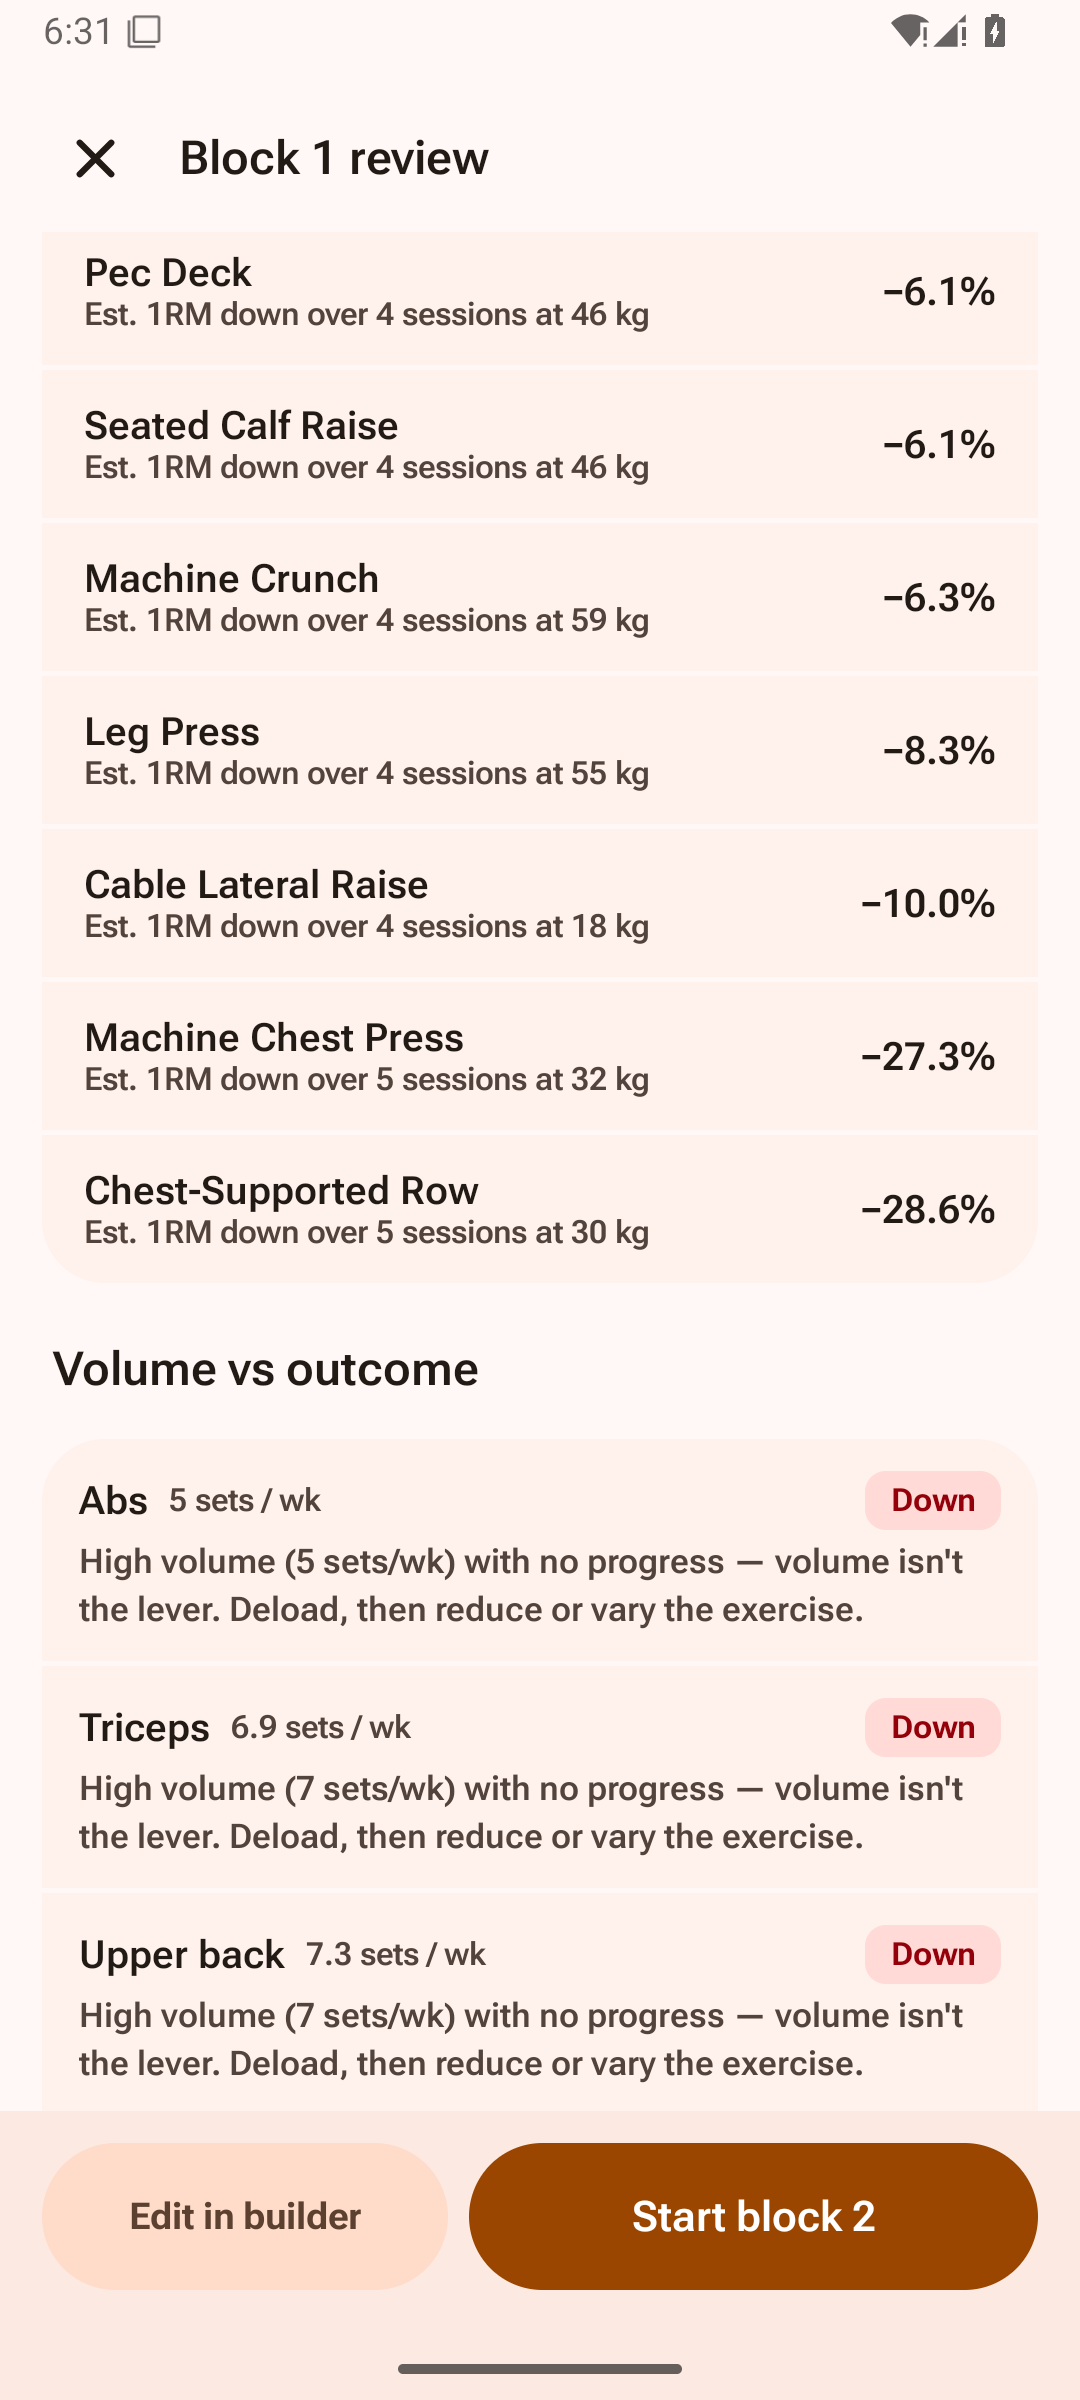 6:31
Block 1 review
Pec Deck
Est. 1RM down over 4 sessions at 46 kg
−6.1%
Seated Calf Raise
Est. 1RM down over 4 sessions at 46 kg
−6.1%
Machine Crunch
Est. 1RM down over 4 sessions at 59 kg
−6.3%
Leg Press
Est. 1RM down over 4 sessions at 55 kg
−8.3%
Cable Lateral Raise
Est. 1RM down over 4 sessions at 18 kg
−10.0%
Machine Chest Press
Est. 1RM down over 5 sessions at 32 kg
−27.3%
Chest-Supported Row
Est. 1RM down over 5 sessions at 30 kg
−28.6%
Volume vs outcome
Abs 5 sets / wk Down
High volume (5 sets/wk) with no progress — volume isn't
the lever. Deload, then reduce or vary the exercise.
Triceps 6.9 sets / wk Down
High volume (7 sets/wk) with no progress — volume isn't
the lever. Deload, then reduce or vary the exercise.
Upper back 7.3 sets / wk Down
High volume (7 sets/wk) with no progress — volume isn't
the lever. Deload, then reduce or vary the exercise.
Edit in builder
Start block 2